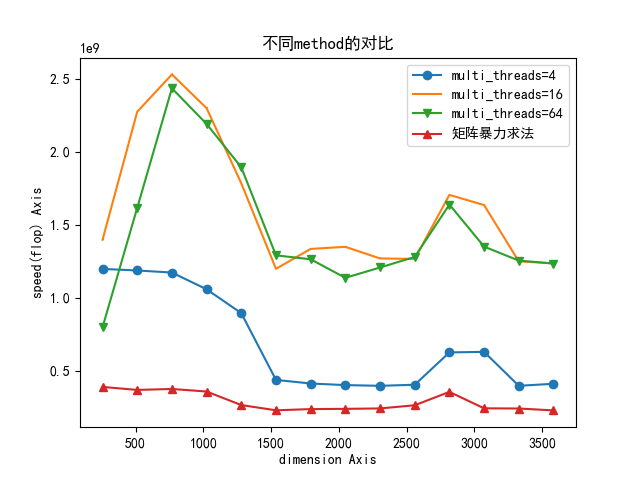 不同method的对比
1e9
multi_threads=4
multi_threads=16
multi_threads=64
矩阵暴力求法
speed(flop) Axis
2.5
2.0
1.5
1.0
0.5
500 1000 1500 2000 2500 3000 3500
dimension Axis